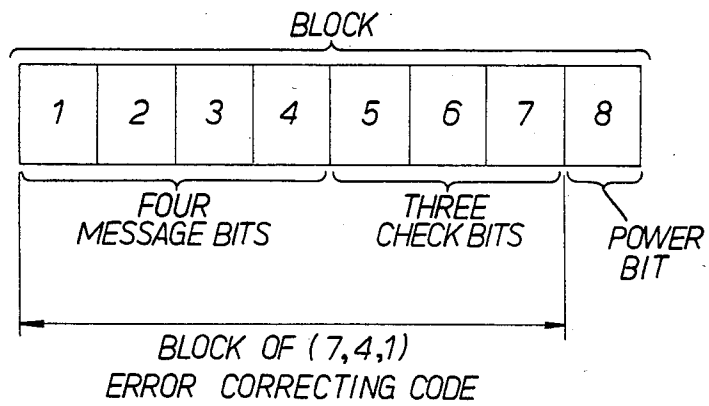 BLOCK
1 2 3 4 5 6 7 8
FOUR
MESSAGE BITS
THREE
CHECK BITS
POWER
BIT
BLOCK OF (7,4,1)
ERROR CORRECTING CODE